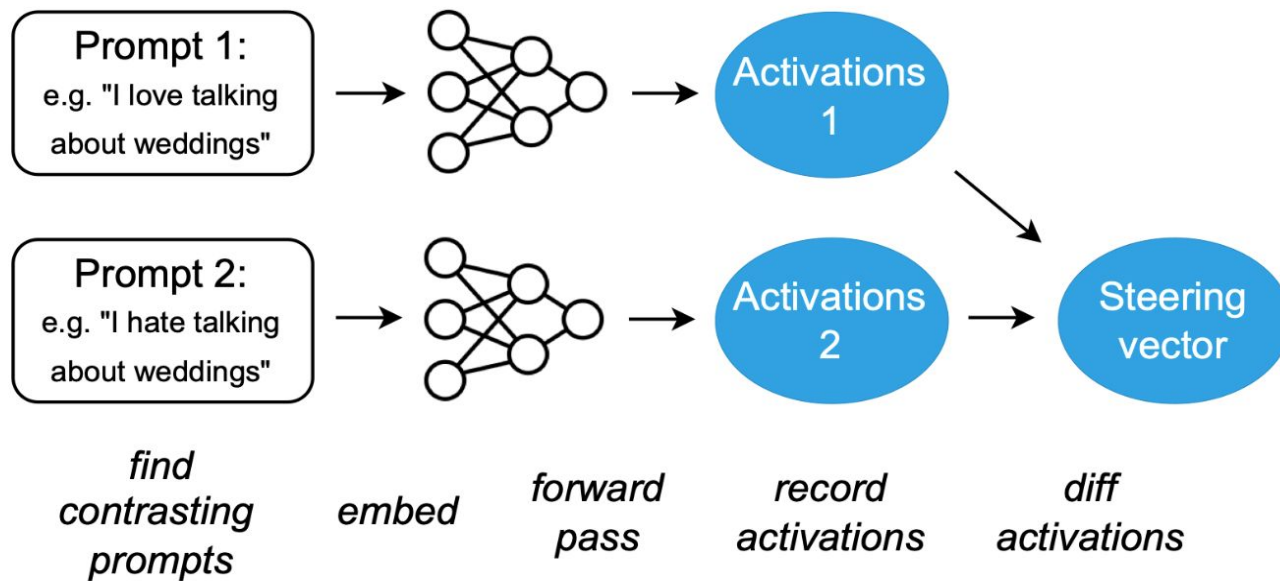 Prompt 1:
e.g. "I love talking
about weddings"
Activations
1
Prompt 2:
e.g. "I hate talking
about weddings"
Activations
2
Steering
vector
find
contrasting
prompts
embed
forward
pass
record
activations
diff
activations